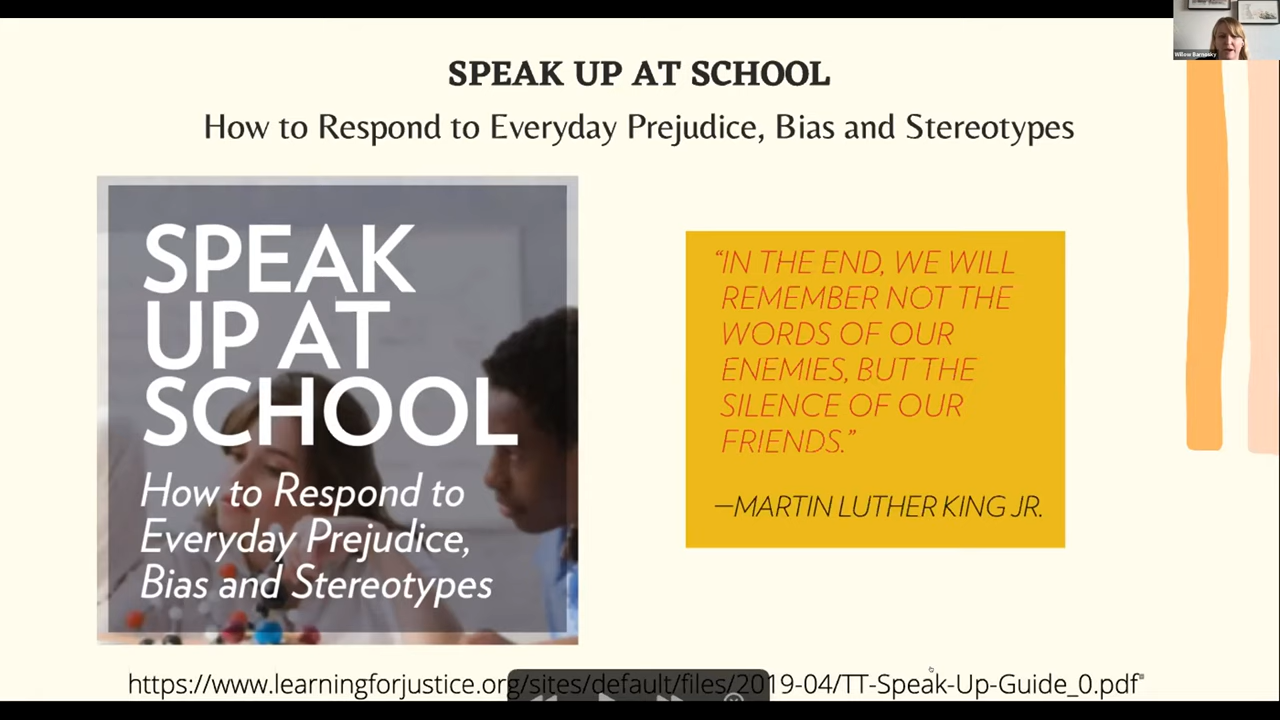 Willow Barnosky
SPEAK UP AT SCHOOL
How to Respond to Everyday Prejudice, Bias and Stereotypes
SPEAK
UP AT
SCHOOL
How to Respond to
Everyday Prejudice,
Bias and Stereotypes
“IN THE END, WE WILL
REMEMBER NOT THE
WORDS OF OUR
ENEMIES, BUT THE
SILENCE OF OUR
FRIENDS.”
—MARTIN LUTHER KING JR.
https://www.learningforjustice.org/sites/default/files/2019-04/TT-Speak-Up-Guide_0.pdf